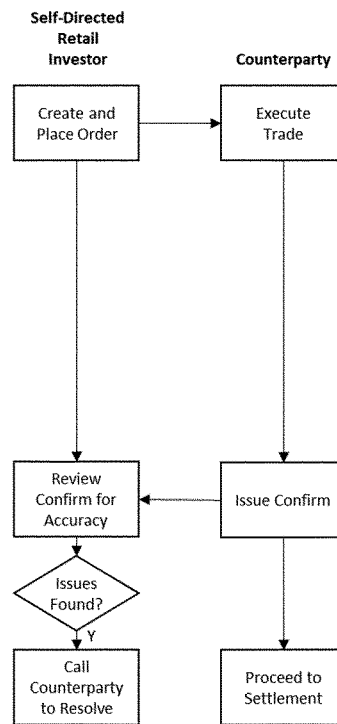 Self-Directed
Retail
Investor
Counterparty
Create and
Place Order
Execute
Trade
Review
Confirm for
Accuracy
Issue Confirm
Issues
Found?
Y
Call
Counterparty
to Resolve
Proceed to
Settlement